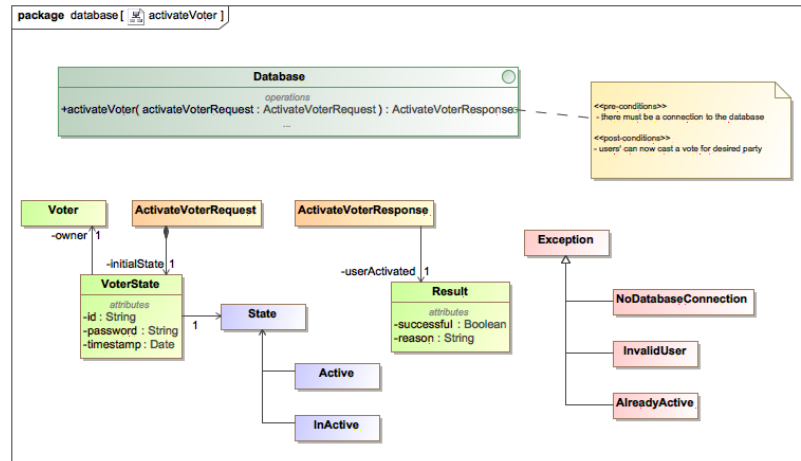 package database [ activateVoter ]
Database
operations
+activateVoter( activateVoterRequest : ActivateVoterRequest ) : ActivateVoterResponse
...
<<pre-conditions>>
- there must be a connection to the database
<<post-conditions>>
- users' can now cast a vote for desired party
Voter
ActivateVoterRequest
ActivateVoterResponse
-owner 1
-initialState 1
-userActivated 1
Exception
VoterState
attributes
-id : String
-password : String
-timestamp : Date
1
State
Result
attributes
-successful : Boolean
-reason : String
NoDatabaseConnection
InvalidUser
Active
AlreadyActive
InActive